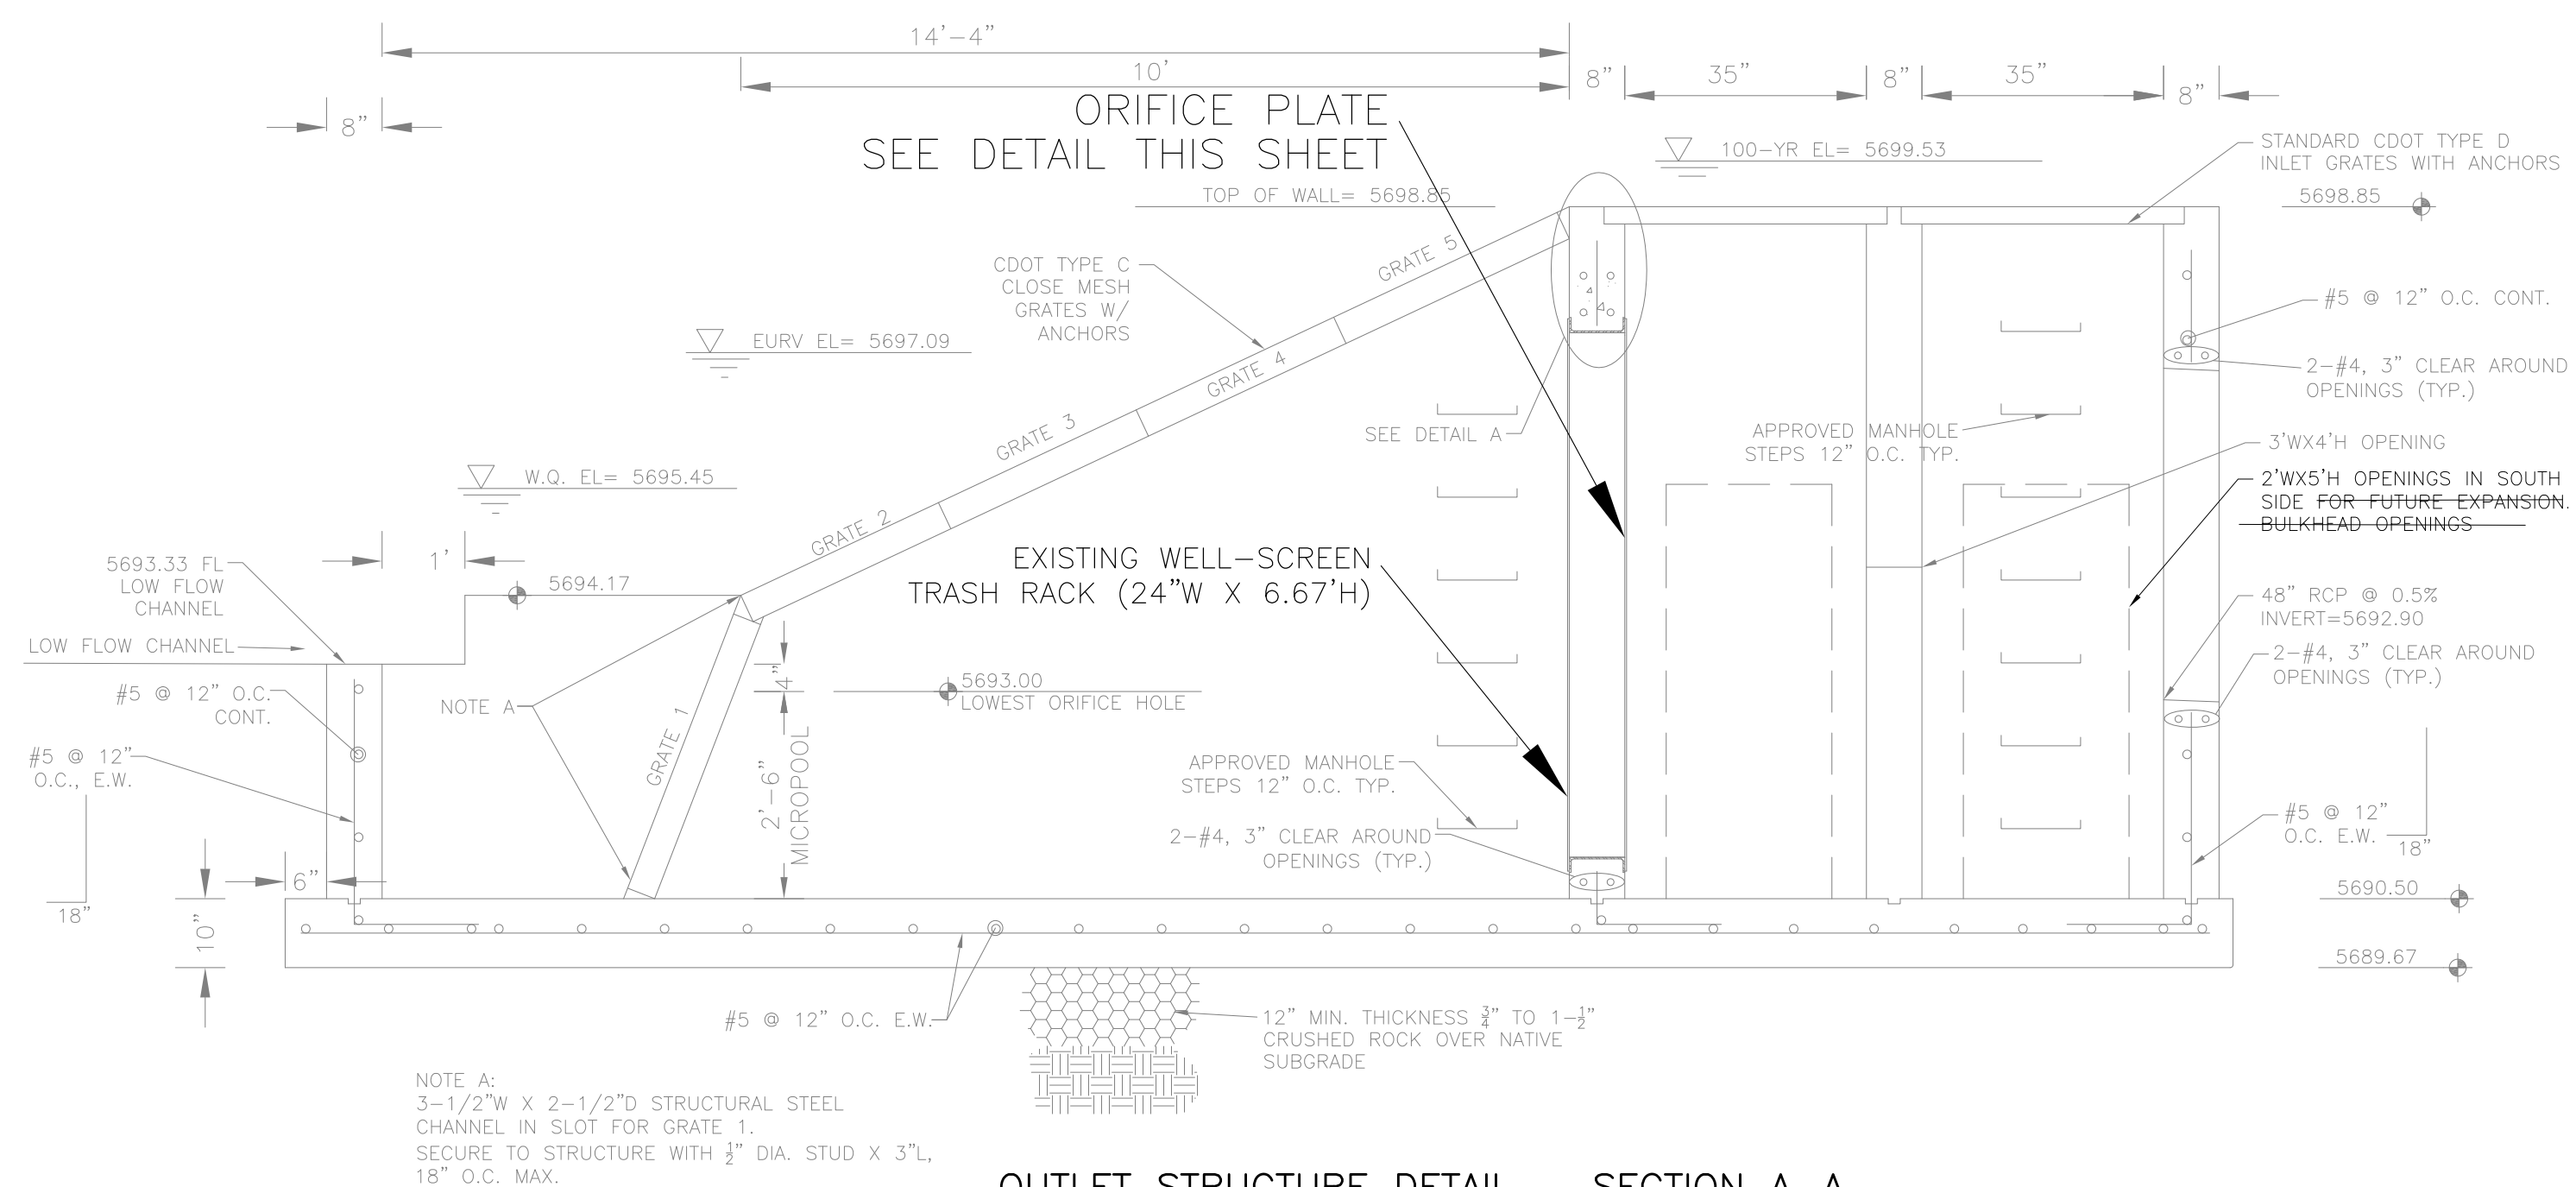 14'-4"
10'
8"
35"
8"
35"
8"
8"
ORIFICE PLATE
SEE DETAIL THIS SHEET
100-YR EL= 5699.53
STANDARD CDOT TYPE D
INLET GRATES WITH ANCHORS
TOP OF WALL= 5698.85
5698.85
CDOT TYPE C
CLOSE MESH
GRATES W/
ANCHORS
GRATE 5
#5 @ 12" O.C. CONT.
EURV EL= 5697.09
GRATE 4
2-#4, 3" CLEAR AROUND
OPENINGS (TYP.)
GRATE 3
SEE DETAIL A
APPROVED MANHOLE
STEPS 12" O.C. TYP.
3'WX4'H OPENING
W.Q. EL= 5695.45
2'WX5'H OPENINGS IN SOUTH
SIDE FOR FUTURE EXPANSION.
BULKHEAD OPENINGS
GRATE 2
5693.33 FL
LOW FLOW
CHANNEL
1'
5694.17
EXISTING WELL-SCREEN
TRASH RACK (24"W X 6.67'H)
48" RCP @ 0.5%
INVERT=5692.90
LOW FLOW CHANNEL
2-#4, 3" CLEAR AROUND
OPENINGS (TYP.)
4"
5693.00
LOWEST ORIFICE HOLE
#5 @ 12" O.C.
CONT.
NOTE A
GRATE 1
#5 @ 12"
O.C., E.W.
2'-6"
MICROPOOL
APPROVED MANHOLE
STEPS 12" O.C. TYP.
2-#4, 3" CLEAR AROUND
OPENINGS (TYP.)
#5 @ 12"
O.C. E.W.
18"
6"
18"
10"
5690.50
5689.67
#5 @ 12" O.C. E.W.
12" MIN. THICKNESS 3/4" TO 1-1/2"
CRUSHED ROCK OVER NATIVE
SUBGRADE
NOTE A:
3-1/2"W X 2-1/2"D STRUCTURAL STEEL
CHANNEL IN SLOT FOR GRATE 1.
SECURE TO STRUCTURE WITH 1/2" DIA. STUD X 3"L,
18" O.C. MAX.
OUTLET STRUCTURE DETAIL - SECTION A-A